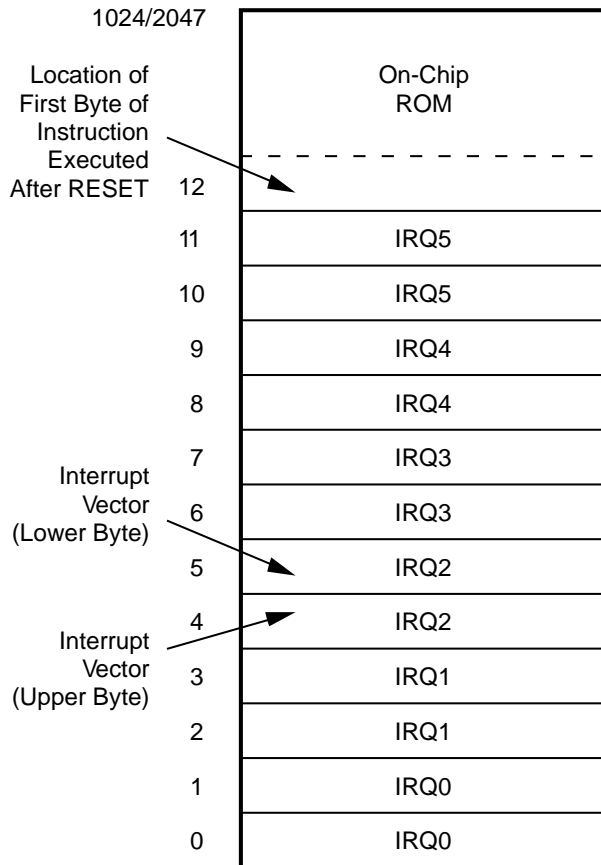 1024/2047
Location of
First Byte of
Instruction
Executed
After RESET
12
On-Chip
ROM
11 IRQ5
10 IRQ5
9 IRQ4
8 IRQ4
7 IRQ3
Interrupt
Vector
(Lower Byte)
6 IRQ3
5 IRQ2
4 IRQ2
Interrupt
Vector
(Upper Byte)
3 IRQ1
2 IRQ1
1 IRQ0
0 IRQ0